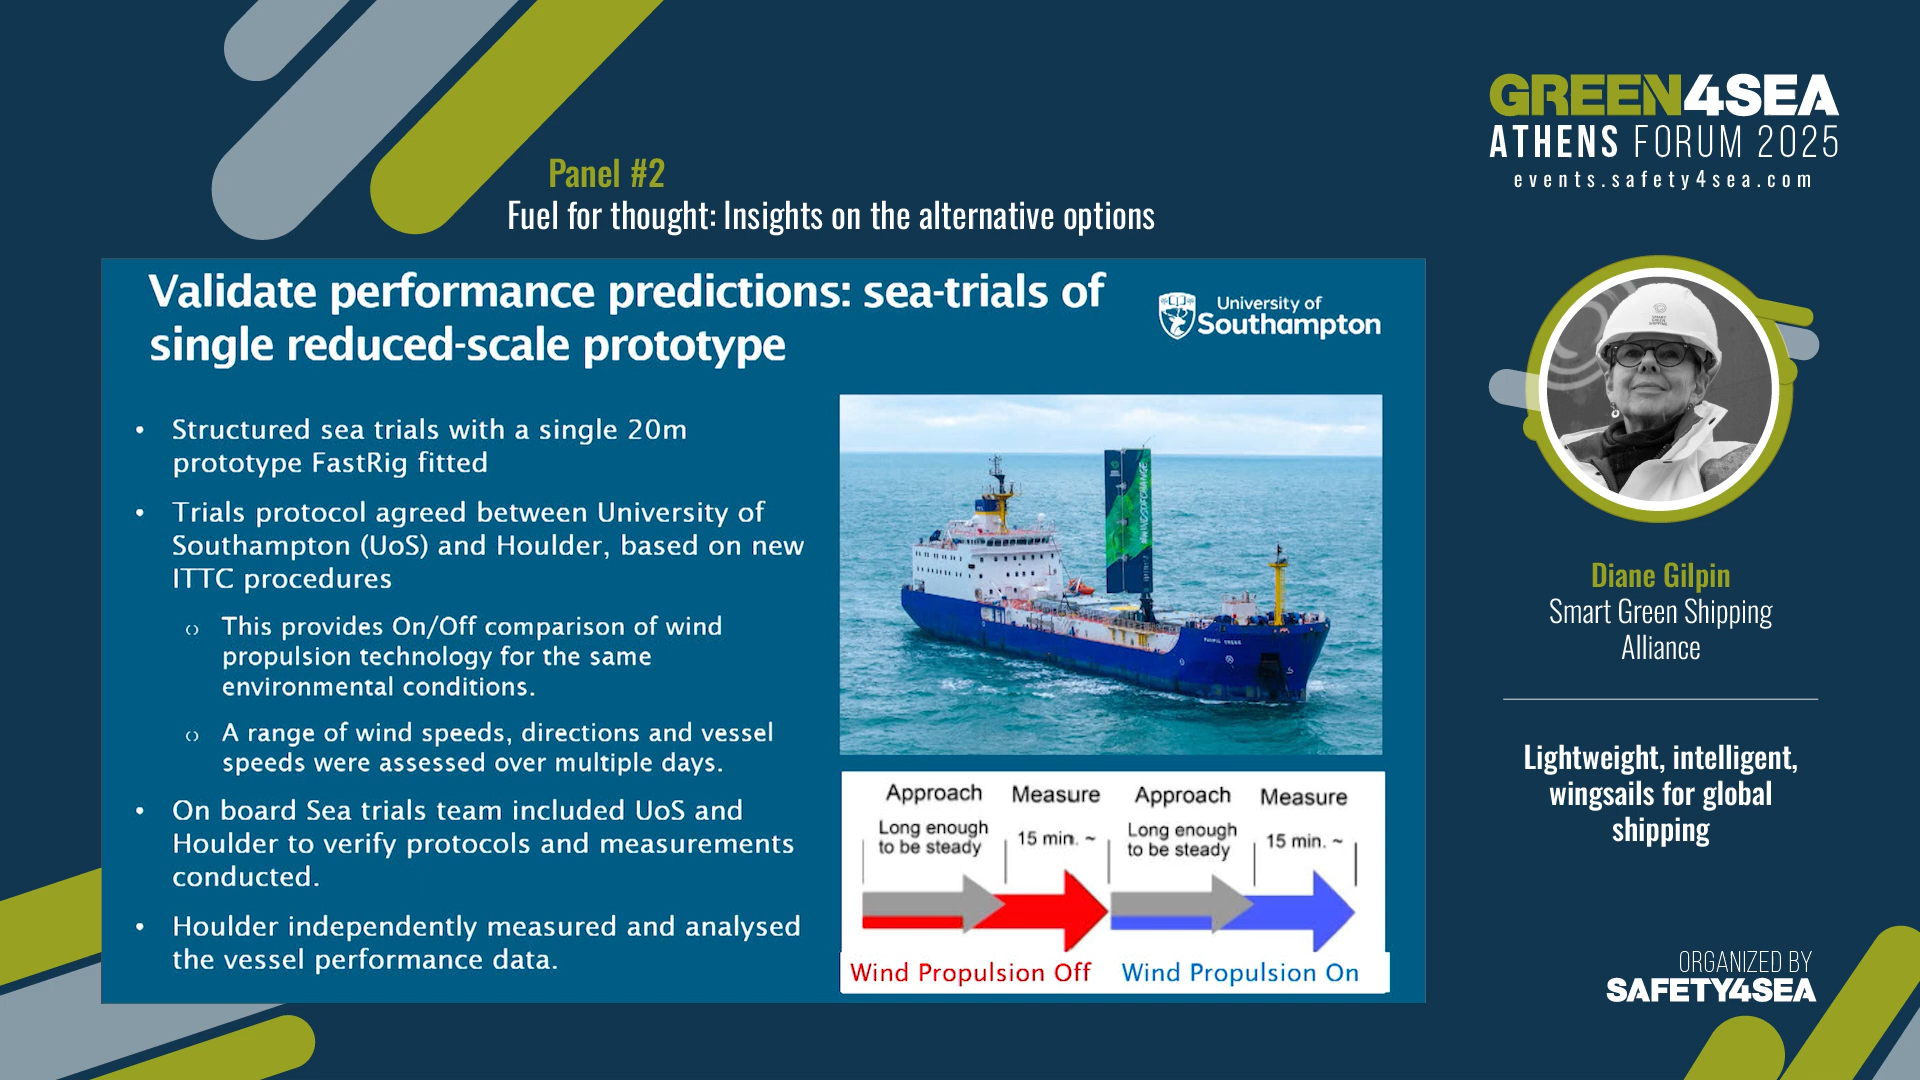 GREEN4SEA
ATHENS FORUM 2025
events.safety4sea.com
Panel #2
Fuel for thought: Insights on the alternative options
Validate performance predictions: sea-trials of
single reduced-scale prototype
University of
Southampton
• Structured sea trials with a single 20m
prototype FastRig fitted
• Trials protocol agreed between University of
Southampton (UoS) and Houlder, based on new
ITTC procedures
This provides On/Off comparison of wind
propulsion technology for the same
environmental conditions.
A range of wind speeds, directions and vessel
speeds were assessed over multiple days.
• On board Sea trials team included UoS and
Houlder to verify protocols and measurements
conducted.
• Houlder independently measured and analysed
the vessel performance data.
#WINDSOFCHANGE
Approach Measure Approach Measure
Long enough
to be steady
15 min. ~
Long enough
to be steady
15 min. ~
Wind Propulsion Off Wind Propulsion On
Diane Gilpin
Smart Green Shipping
Alliance
Lightweight, intelligent,
wingsails for global
shipping
ORGANIZED BY
SAFETY4SEA